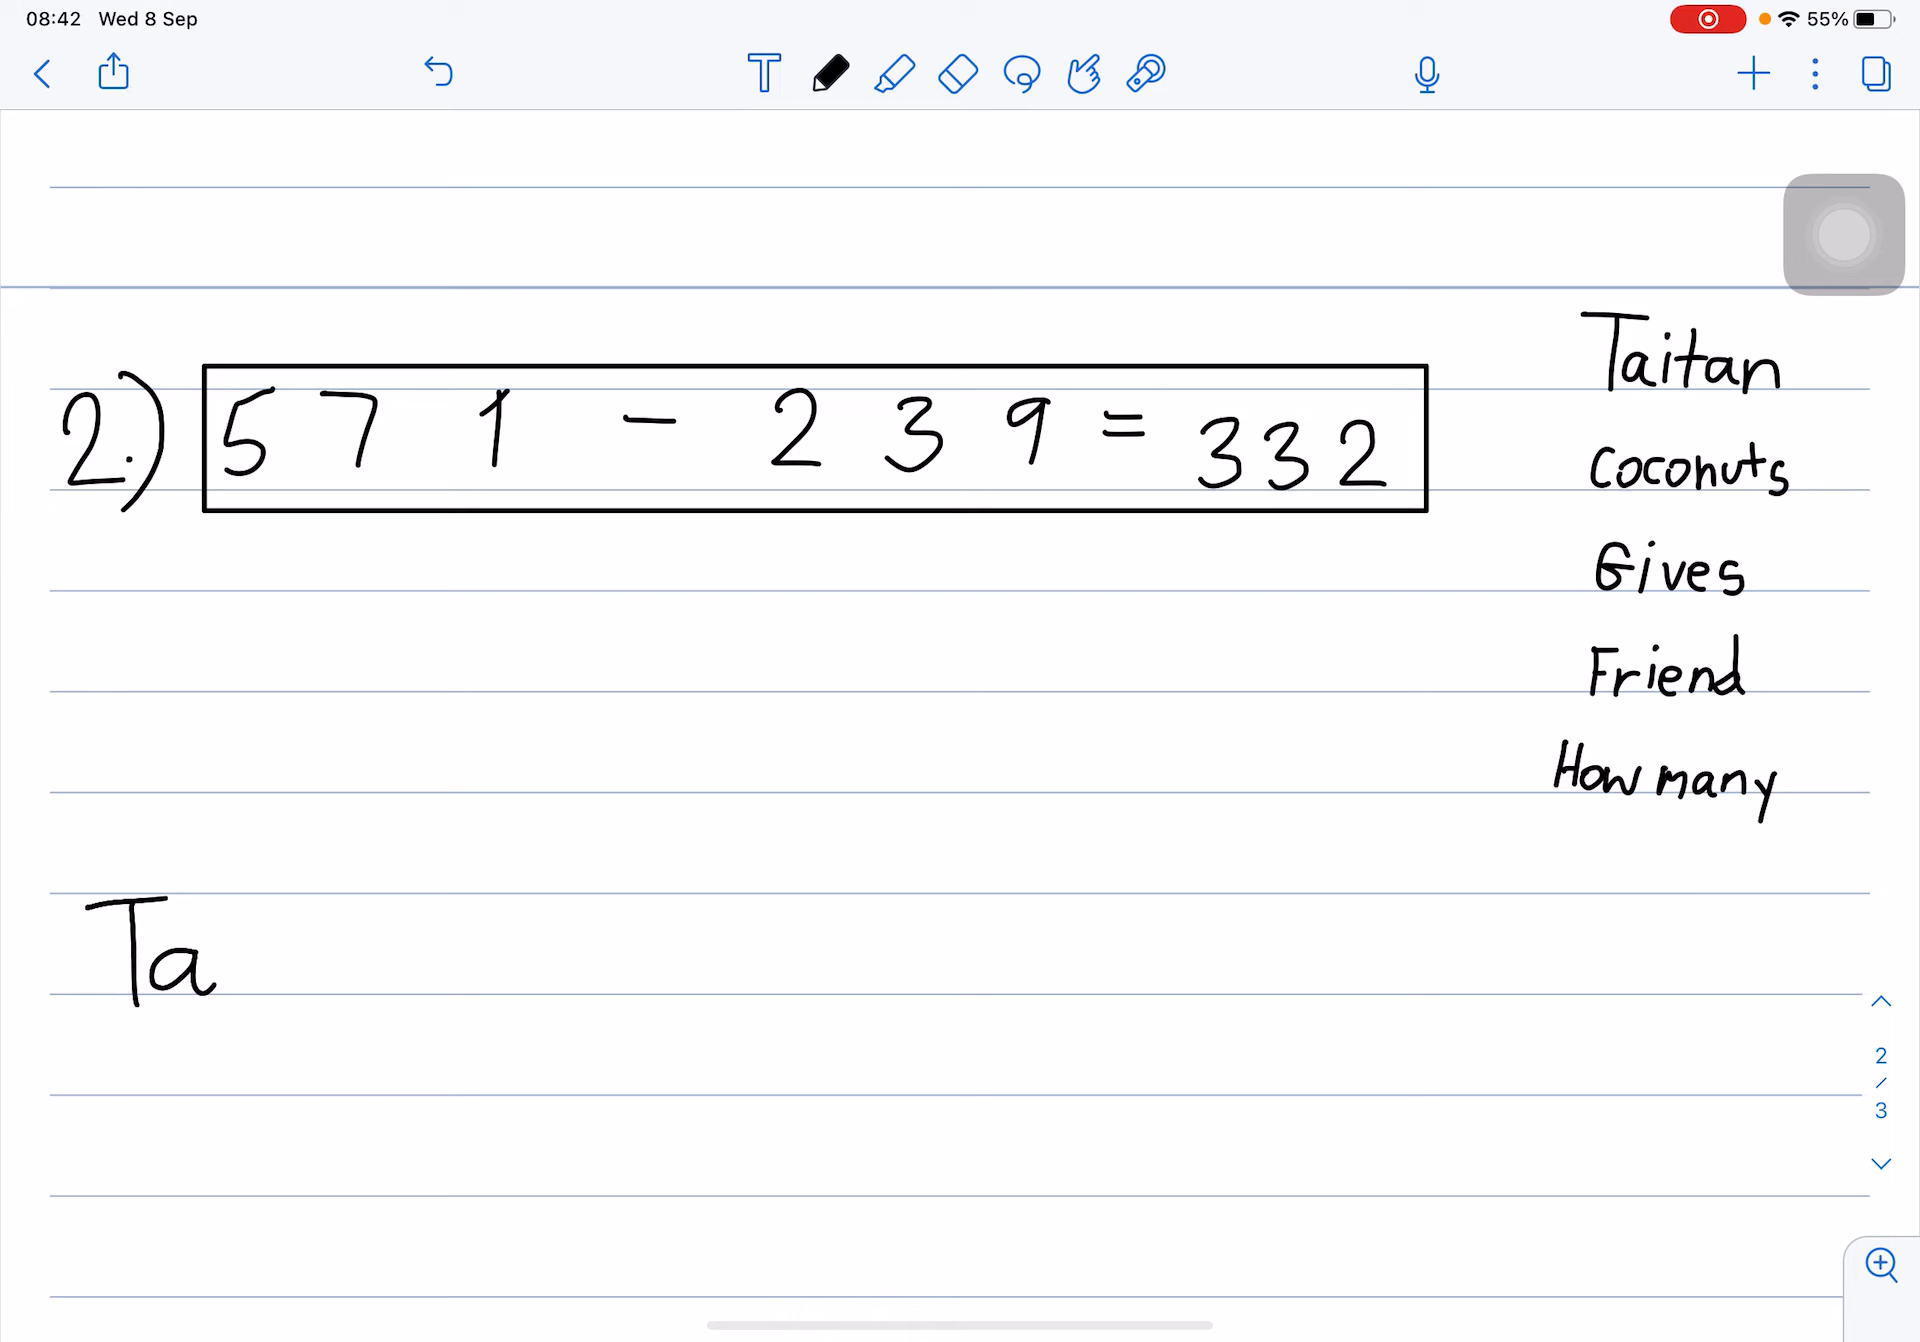 08:42 Wed 8 Sep 55%
2.) 571 - 239 = 332
Taitan
Coconuts
Gives
Friend
How many
Ta
2
/
3